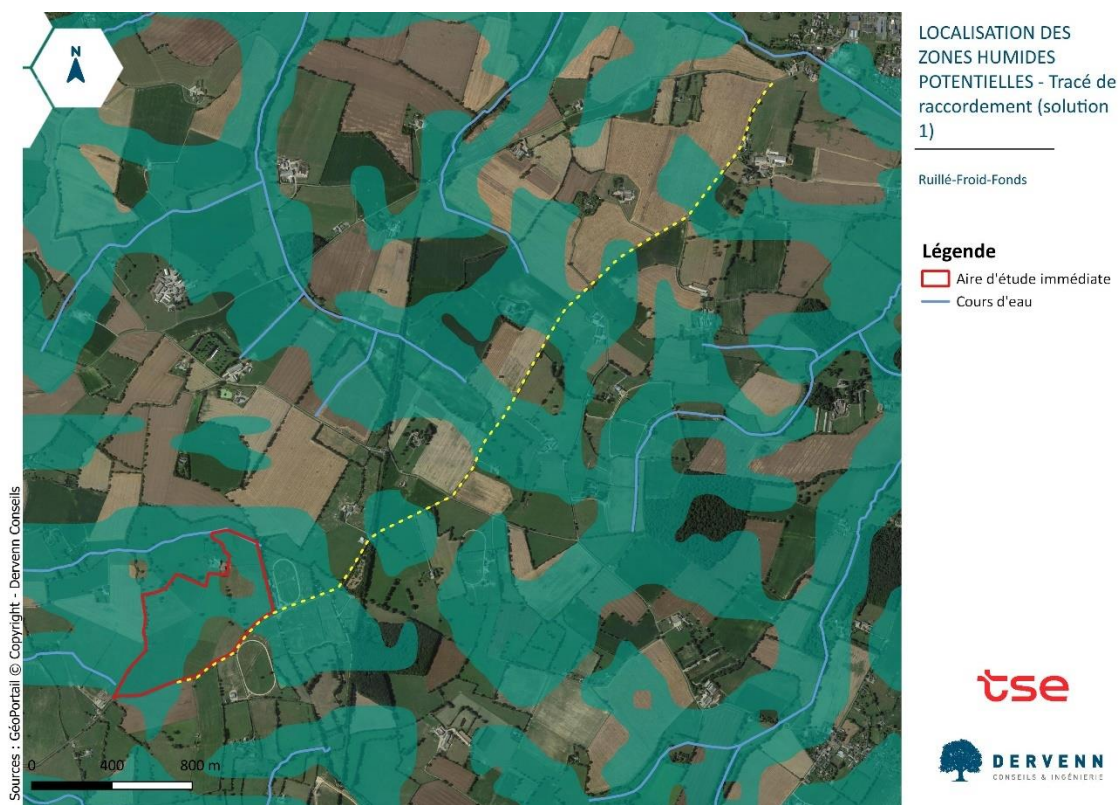 N
LOCALISATION DES
ZONES HUMIDES
POTENTIELLES - Tracé de
raccordement (solution
1)
Ruillé-Froid-Fonds
Légende
Aire d'étude immédiate
Cours d'eau
Sources : GéoPortail © Copyright - Dervenn Conseils
0 400 800 m
tse
DERVENN
CONSEILS & INGÉNIERIE